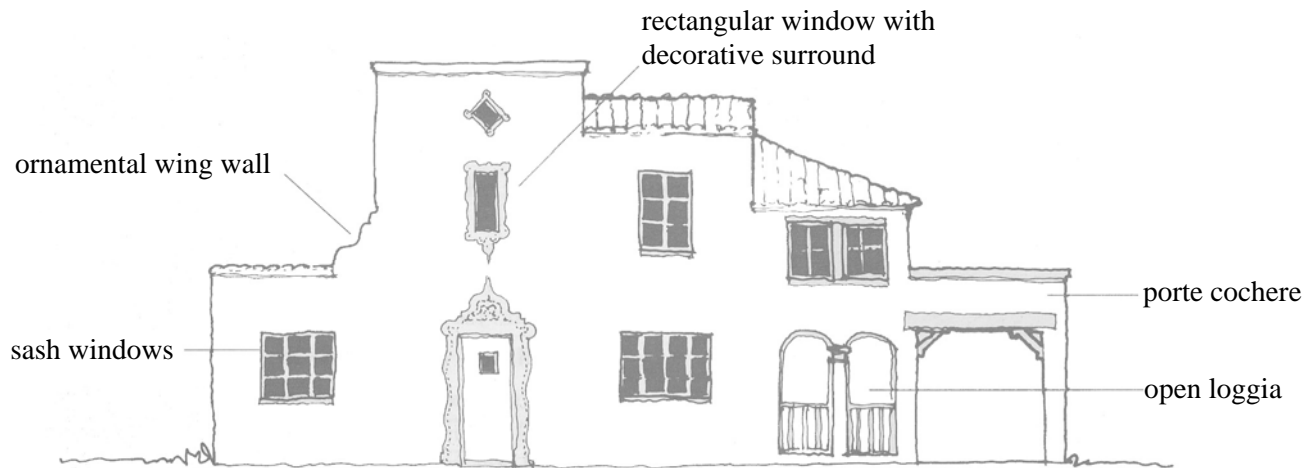 rectangular window with
decorative surround
ornamental wing wall
porte cochere
sash windows
open loggia